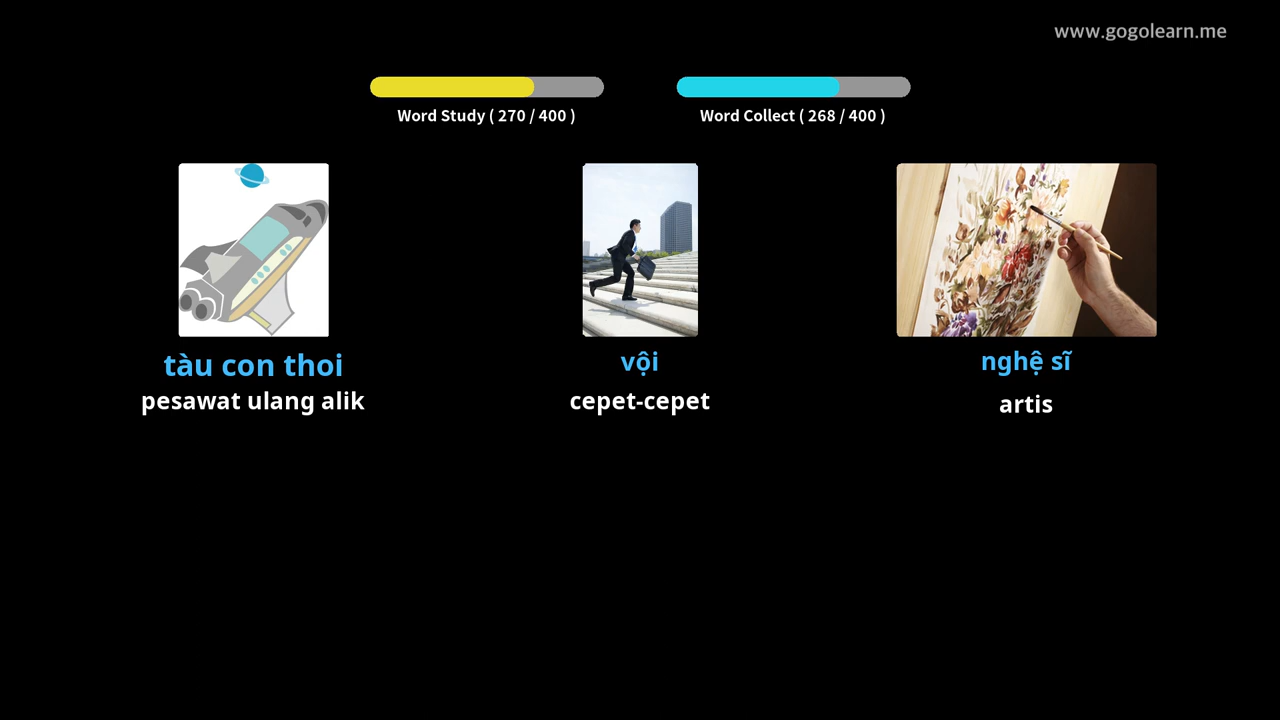 www.gogolearn.me
Word Study ( 270 / 400 )
Word Collect ( 268 / 400 )
tàu con thoi
pesawat ulang alik
vội
cepet-cepet
nghệ sĩ
artis